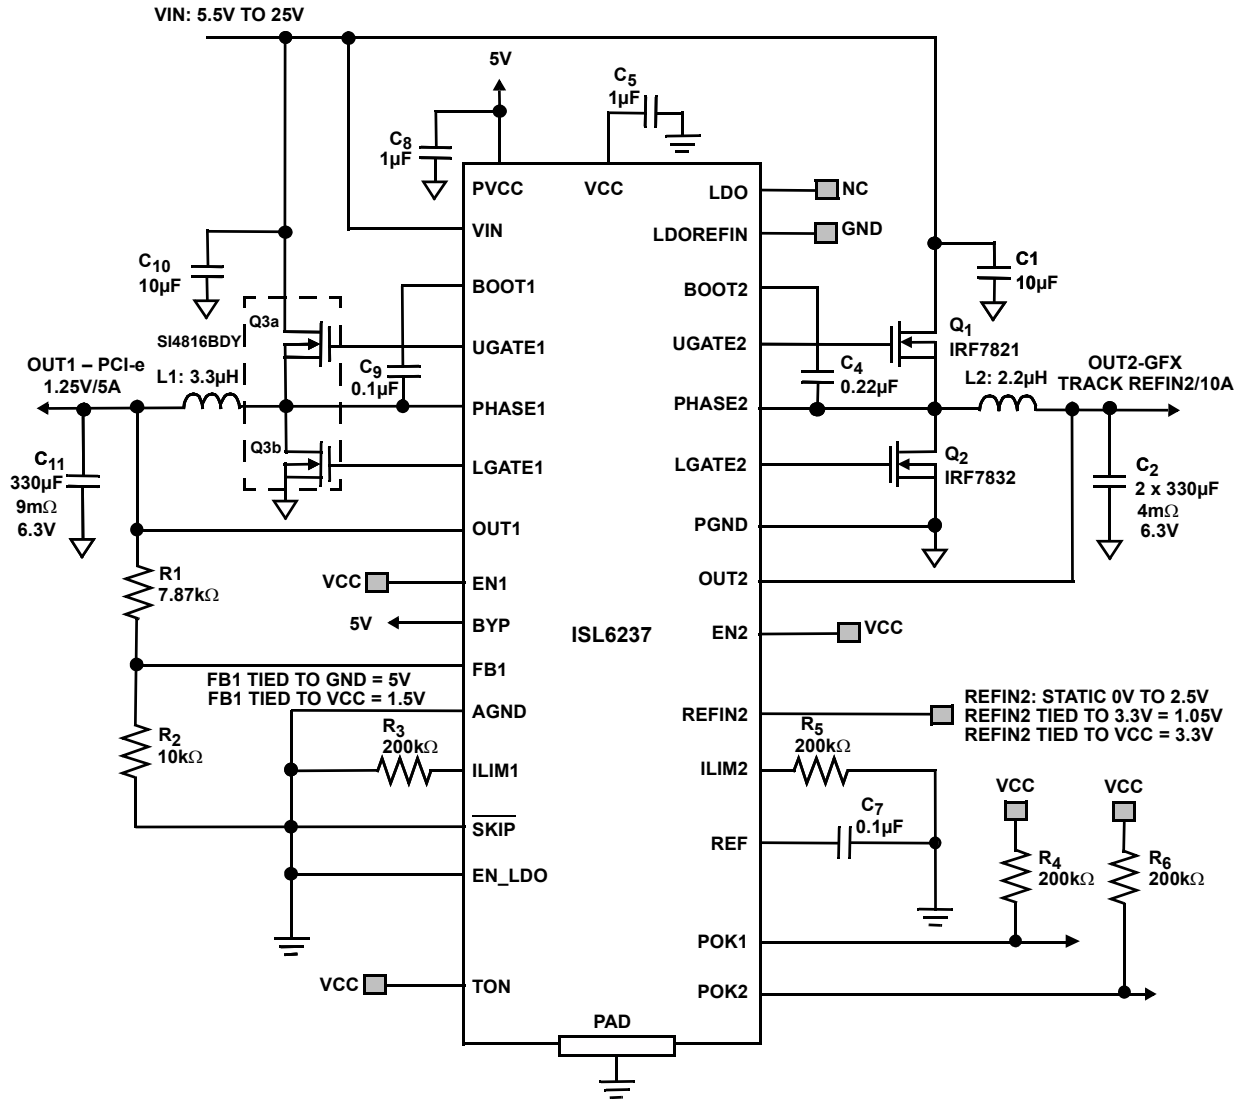 VIN: 5.5V TO 25V
5V
C5
1µF
C8
1µF
PVCC
VCC
LDO
NC
VIN
LDOREFIN
GND
C10
10µF
BOOT1
BOOT2
C1
10µF
Q3a
SI4816BDY
UGATE1
UGATE2
Q1
IRF7821
OUT1 – PCI-e
1.25V/5A
L1: 3.3µH
C9
0.1µF
C4
0.22µF
L2: 2.2µH
OUT2-GFX
TRACK REFIN2/10A
PHASE1
PHASE2
Q3b
LGATE1
LGATE2
Q2
IRF7832
C11
330µF
9mΩ
6.3V
C2
2 x 330µF
4mΩ
6.3V
OUT1
PGND
R1
7.87kΩ
VCC
EN1
OUT2
5V
BYP
ISL6237
EN2
VCC
FB1
FB1 TIED TO GND = 5V
FB1 TIED TO VCC = 1.5V
AGND
REFIN2
REFIN2: STATIC 0V TO 2.5V
REFIN2 TIED TO 3.3V = 1.05V
REFIN2 TIED TO VCC = 3.3V
R2
10kΩ
R3
200kΩ
R5
200kΩ
ILIM1
ILIM2
VCC
VCC
SKIP
REF
C7
0.1µF
R4
200kΩ
R6
200kΩ
EN_LDO
POK1
VCC
TON
POK2
PAD